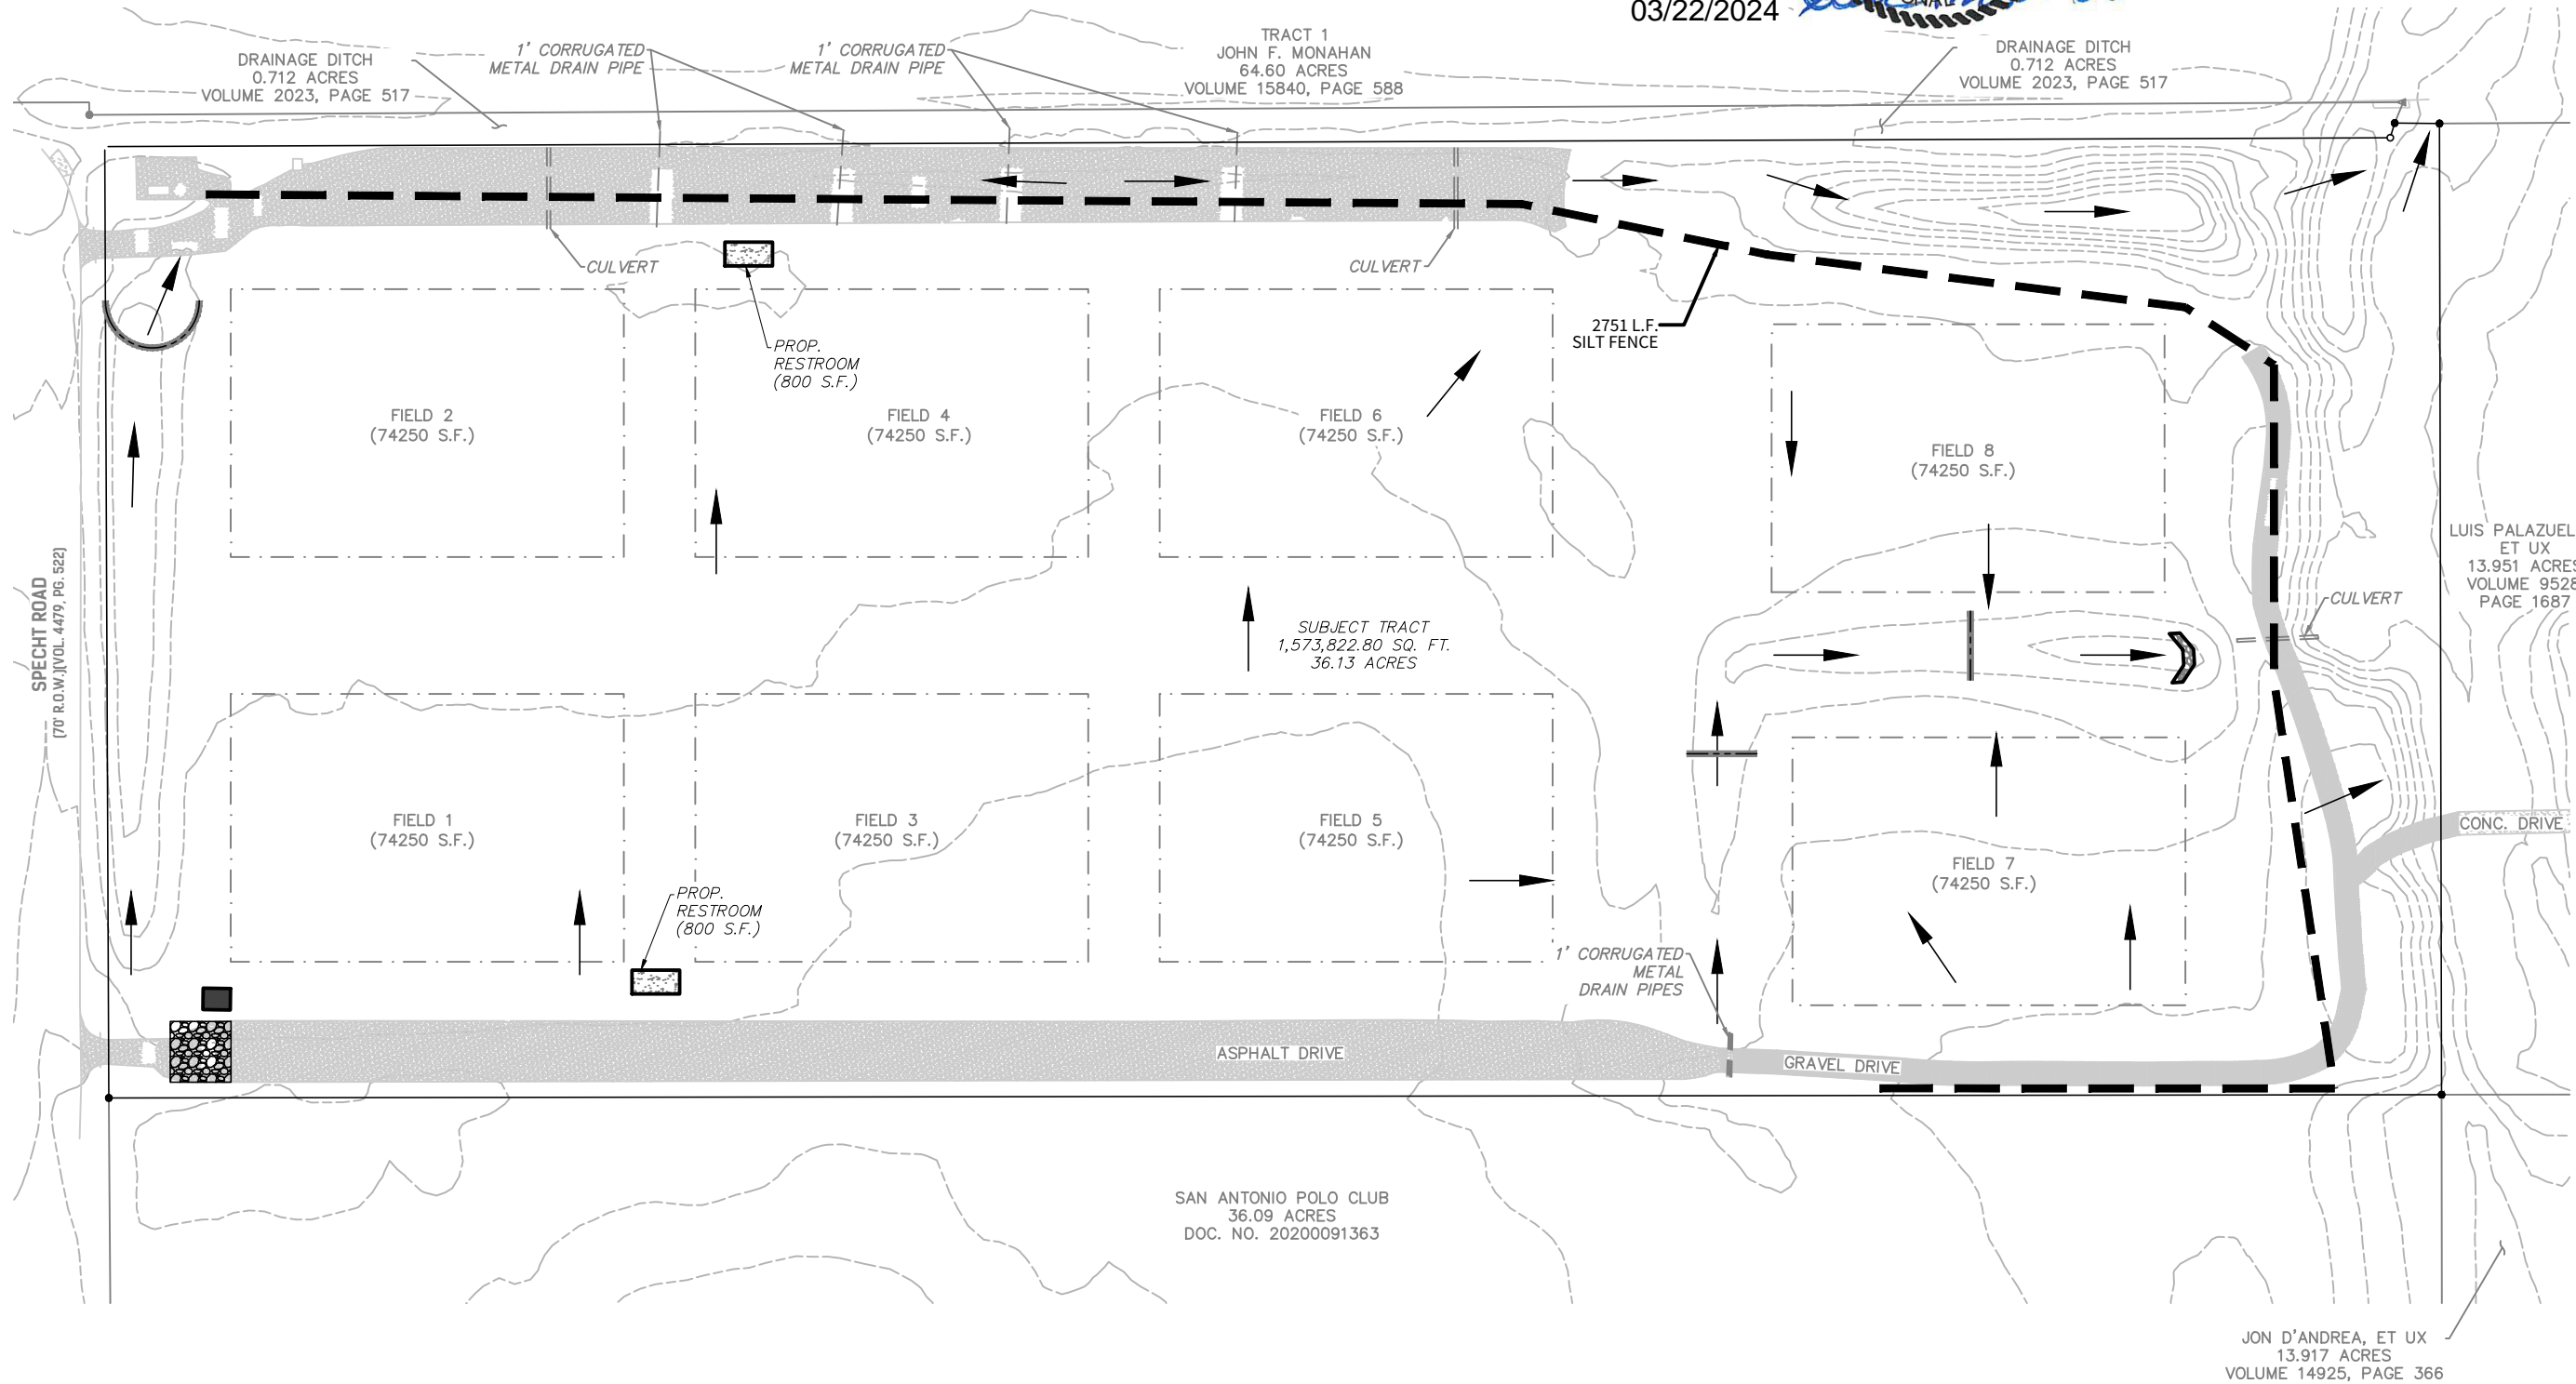 03/22/2024
DRAINAGE DITCH
0.712 ACRES
VOLUME 2023, PAGE 517
1' CORRUGATED
METAL DRAIN PIPE
1' CORRUGATED
METAL DRAIN PIPE
TRACT 1
JOHN F. MONAHAN
64.60 ACRES
VOLUME 15840, PAGE 588
DRAINAGE DITCH
0.712 ACRES
VOLUME 2023, PAGE 517
CULVERT
CULVERT
PROP.
RESTROOM
(800 S.F.)
2751 L.F.
SILT FENCE
FIELD 2
(74250 S.F.)
FIELD 4
(74250 S.F.)
FIELD 6
(74250 S.F.)
FIELD 8
(74250 S.F.)
SPECHT ROAD
(70' R.O.W.)(VOL. 4479, PG. 522)
SUBJECT TRACT
1,573,822.80 SQ. FT.
36.13 ACRES
LUIS PALAZUEL
ET UX
13.951 ACRES
VOLUME 9528
PAGE 1687
CULVERT
FIELD 1
(74250 S.F.)
FIELD 3
(74250 S.F.)
FIELD 5
(74250 S.F.)
FIELD 7
(74250 S.F.)
CONC. DRIVE
PROP.
RESTROOM
(800 S.F.)
1' CORRUGATED
METAL
DRAIN PIPES
ASPHALT DRIVE
GRAVEL DRIVE
SAN ANTONIO POLO CLUB
36.09 ACRES
DOC. NO. 20200091363
JON D'ANDREA, ET UX
13.917 ACRES
VOLUME 14925, PAGE 366